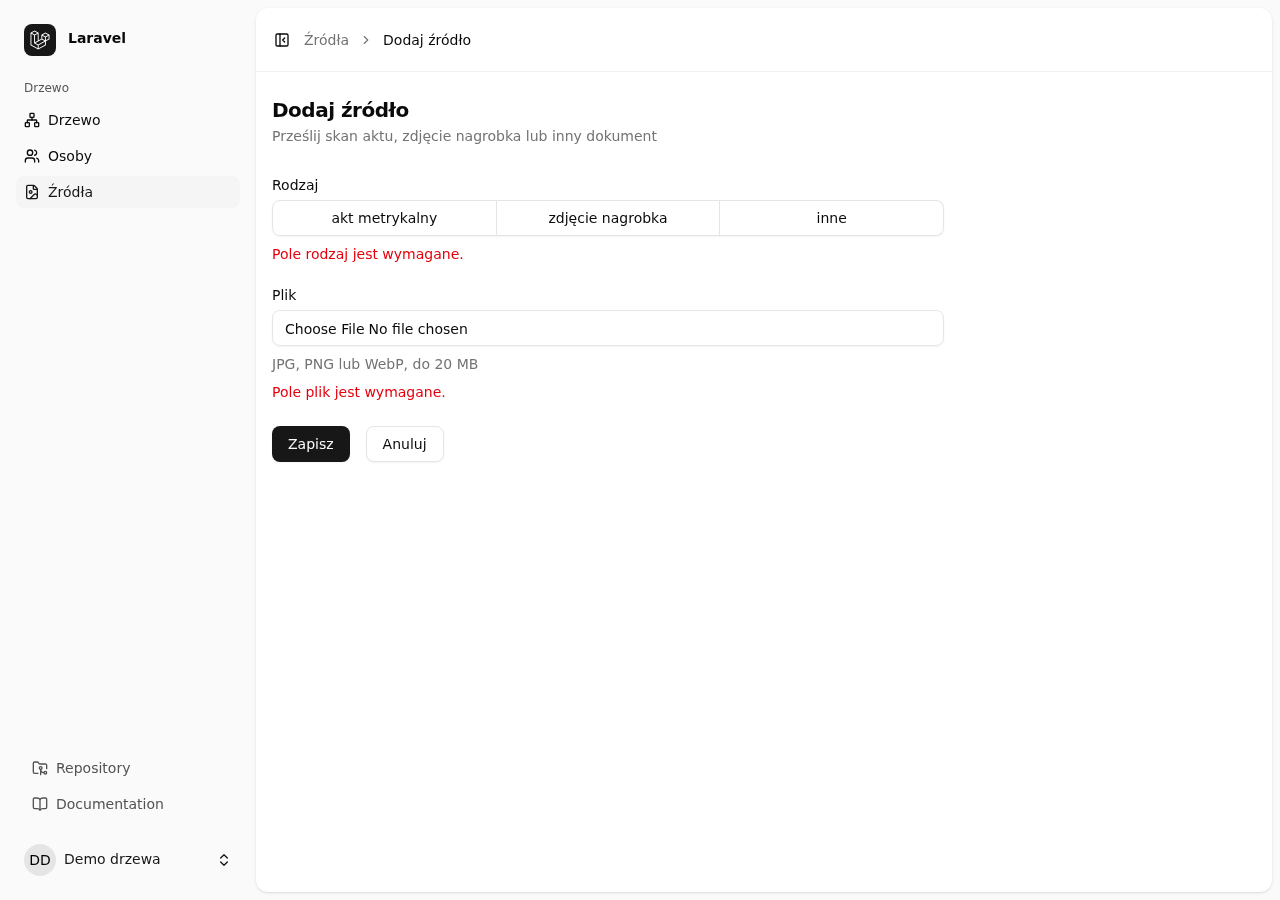 Laravel
Drzewo
Drzewo
Osoby
Źródła
Repository
Documentation
DD
Demo drzewa
Źródła
Dodaj źródło
Dodaj źródło
Prześlij skan aktu, zdjęcie nagrobka lub inny dokument
Rodzaj
akt metrykalny
zdjęcie nagrobka
inne
Pole rodzaj jest wymagane.
Plik
Choose File No file chosen
JPG, PNG lub WebP, do 20 MB
Pole plik jest wymagane.
Zapisz
Anuluj